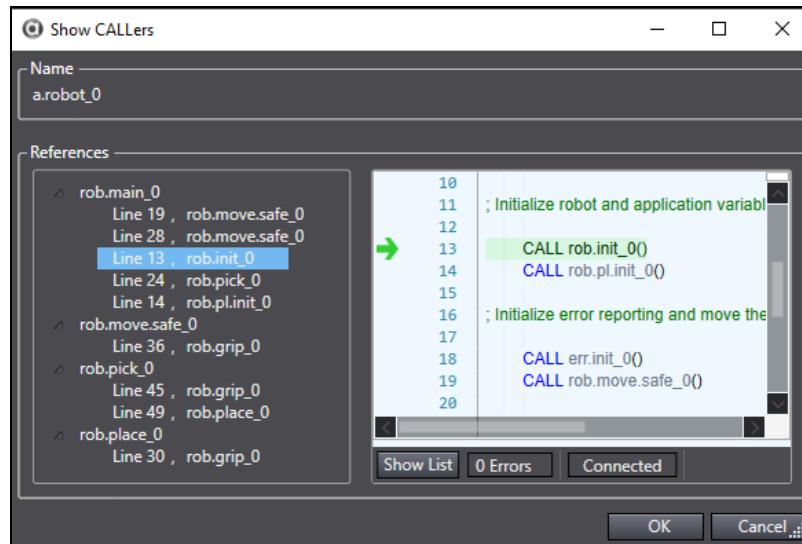 Show CALLers
Name
a.robot_0
References
rob.main_0
Line 19 , rob.move.safe_0
Line 28 , rob.move.safe_0
Line 13 , rob.init_0
Line 24 , rob.pick_0
Line 14 , rob.pl.init_0
rob.move.safe_0
Line 36 , rob.grip_0
rob.pick_0
Line 45 , rob.grip_0
Line 49 , rob.place_0
rob.place_0
Line 30 , rob.grip_0
10
11 ; Initialize robot and application variabl
12
13 CALL rob.init_0()
14 CALL rob.pl.init_0()
15
16 ; Initialize error reporting and move the
17
18 CALL err.init_0()
19 CALL rob.move.safe_0()
20
Show List 0 Errors Connected
OK Cancel